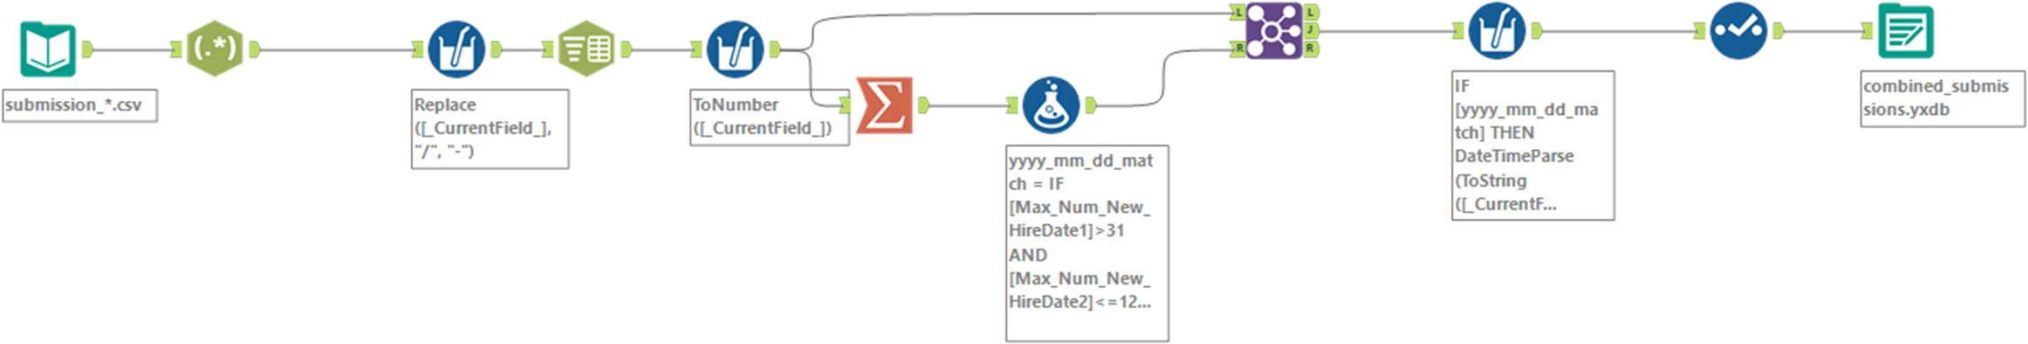 (.*)
L
R
L
J
R
submission_*.csv
Replace
([_CurrentField_],
"/", "-")
ToNumber
([_CurrentField_])
Σ
yyyy_mm_dd_mat
ch = IF
[Max_Num_New_
HireDate1]>31
AND
[Max_Num_New_
HireDate2]<=12...
IF
[yyyy_mm_dd_ma
tch] THEN
DateTimeParse
(ToString
([_CurrentF...
combined_submis
sions.yxdb